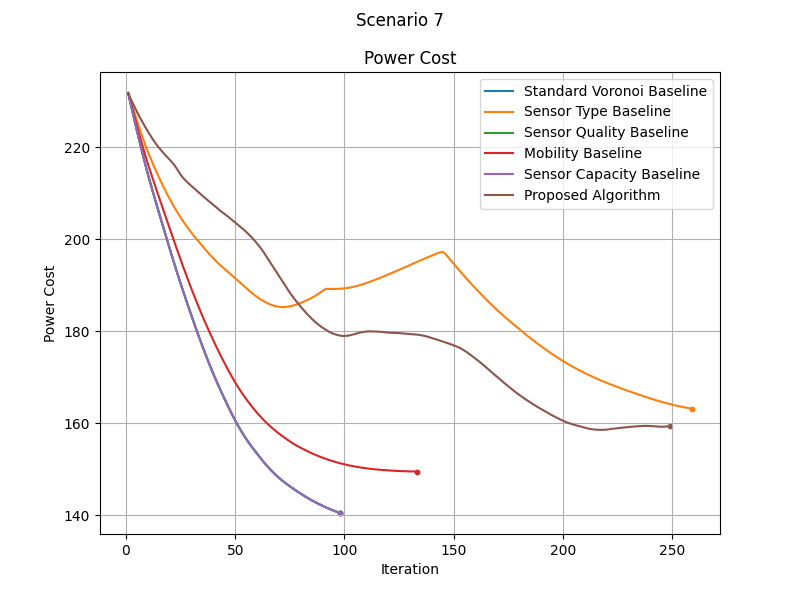 Scenario 7
Power Cost
Standard Voronoi Baseline
Sensor Type Baseline
Sensor Quality Baseline
Mobility Baseline
Sensor Capacity Baseline
Proposed Algorithm
Power Cost
220
200
180
160
140
0 50 100 150 200 250
Iteration